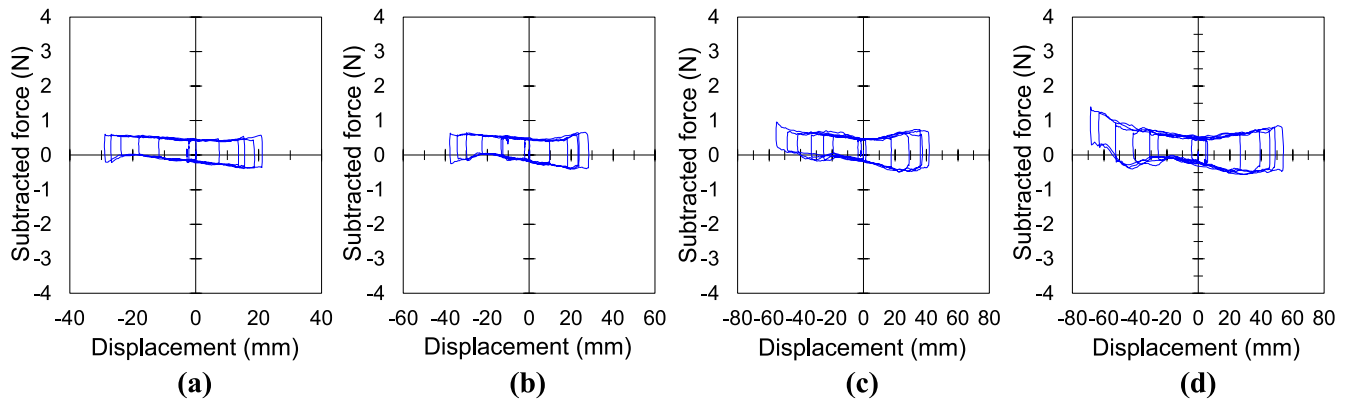 Subtracted force (N)
4
3
2
1
0
-1
-2
-3
-4
-40 -20 0 20 40
Displacement (mm)
(a)
Subtracted force (N)
4
3
2
1
0
-1
-2
-3
-4
-60 -40 -20 0 20 40 60
Displacement (mm)
(b)
Subtracted force (N)
4
3
2
1
0
-1
-2
-3
-4
-80 -60 -40 -20 0 20 40 60 80
Displacement (mm)
(c)
Subtracted force (N)
4
3
2
1
0
-1
-2
-3
-4
-80 -60 -40 -20 0 20 40 60 80
Displacement (mm)
(d)